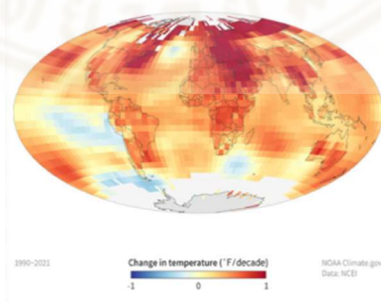 1990-2021
Change in temperature (°F/decade)
NOAA Climate.gov
Data: NCEI
-1 0 1